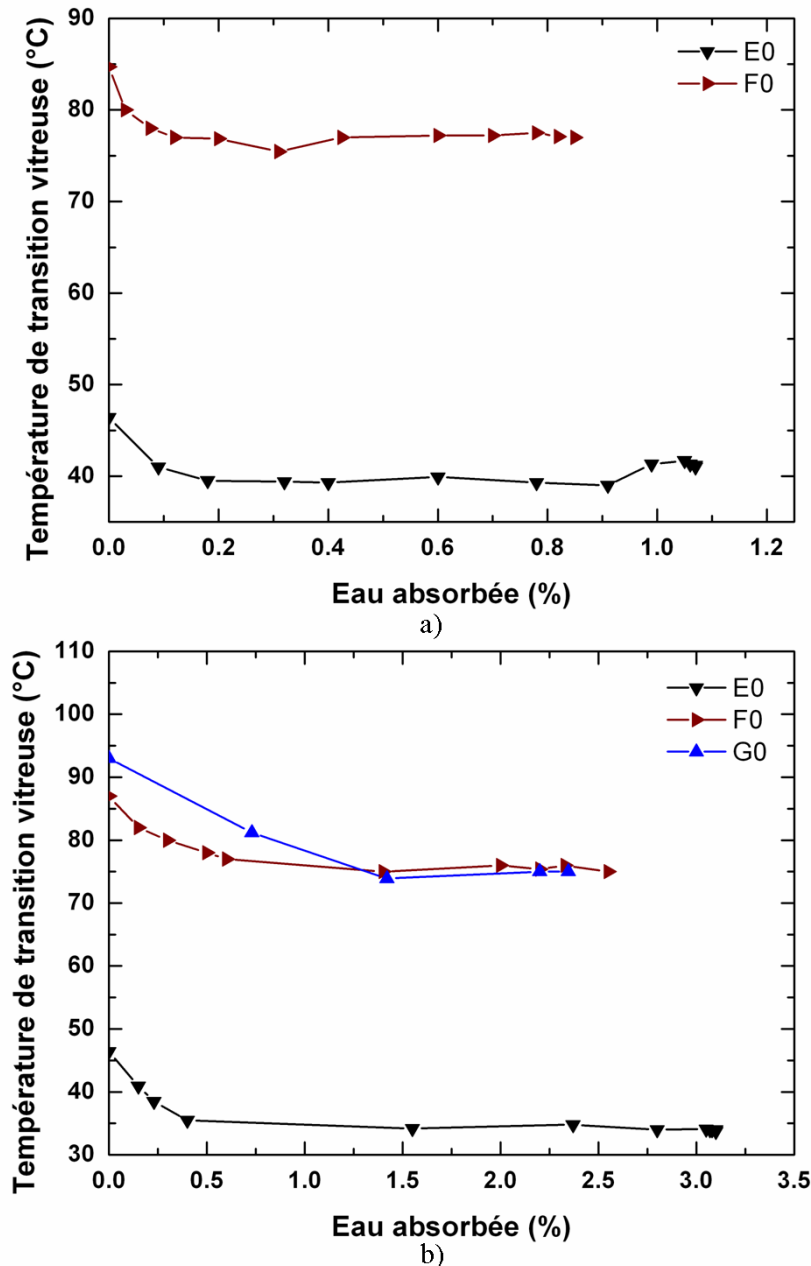 90
80
70
60
50
40
Température de transition vitreuse (°C)
E0
F0
0.0 0.2 0.4 0.6 0.8 1.0 1.2
Eau absorbée (%)
a)
110
100
90
80
70
60
50
40
30
Température de transition vitreuse (°C)
E0
F0
G0
0.0 0.5 1.0 1.5 2.0 2.5 3.0 3.5
Eau absorbée (%)
b)